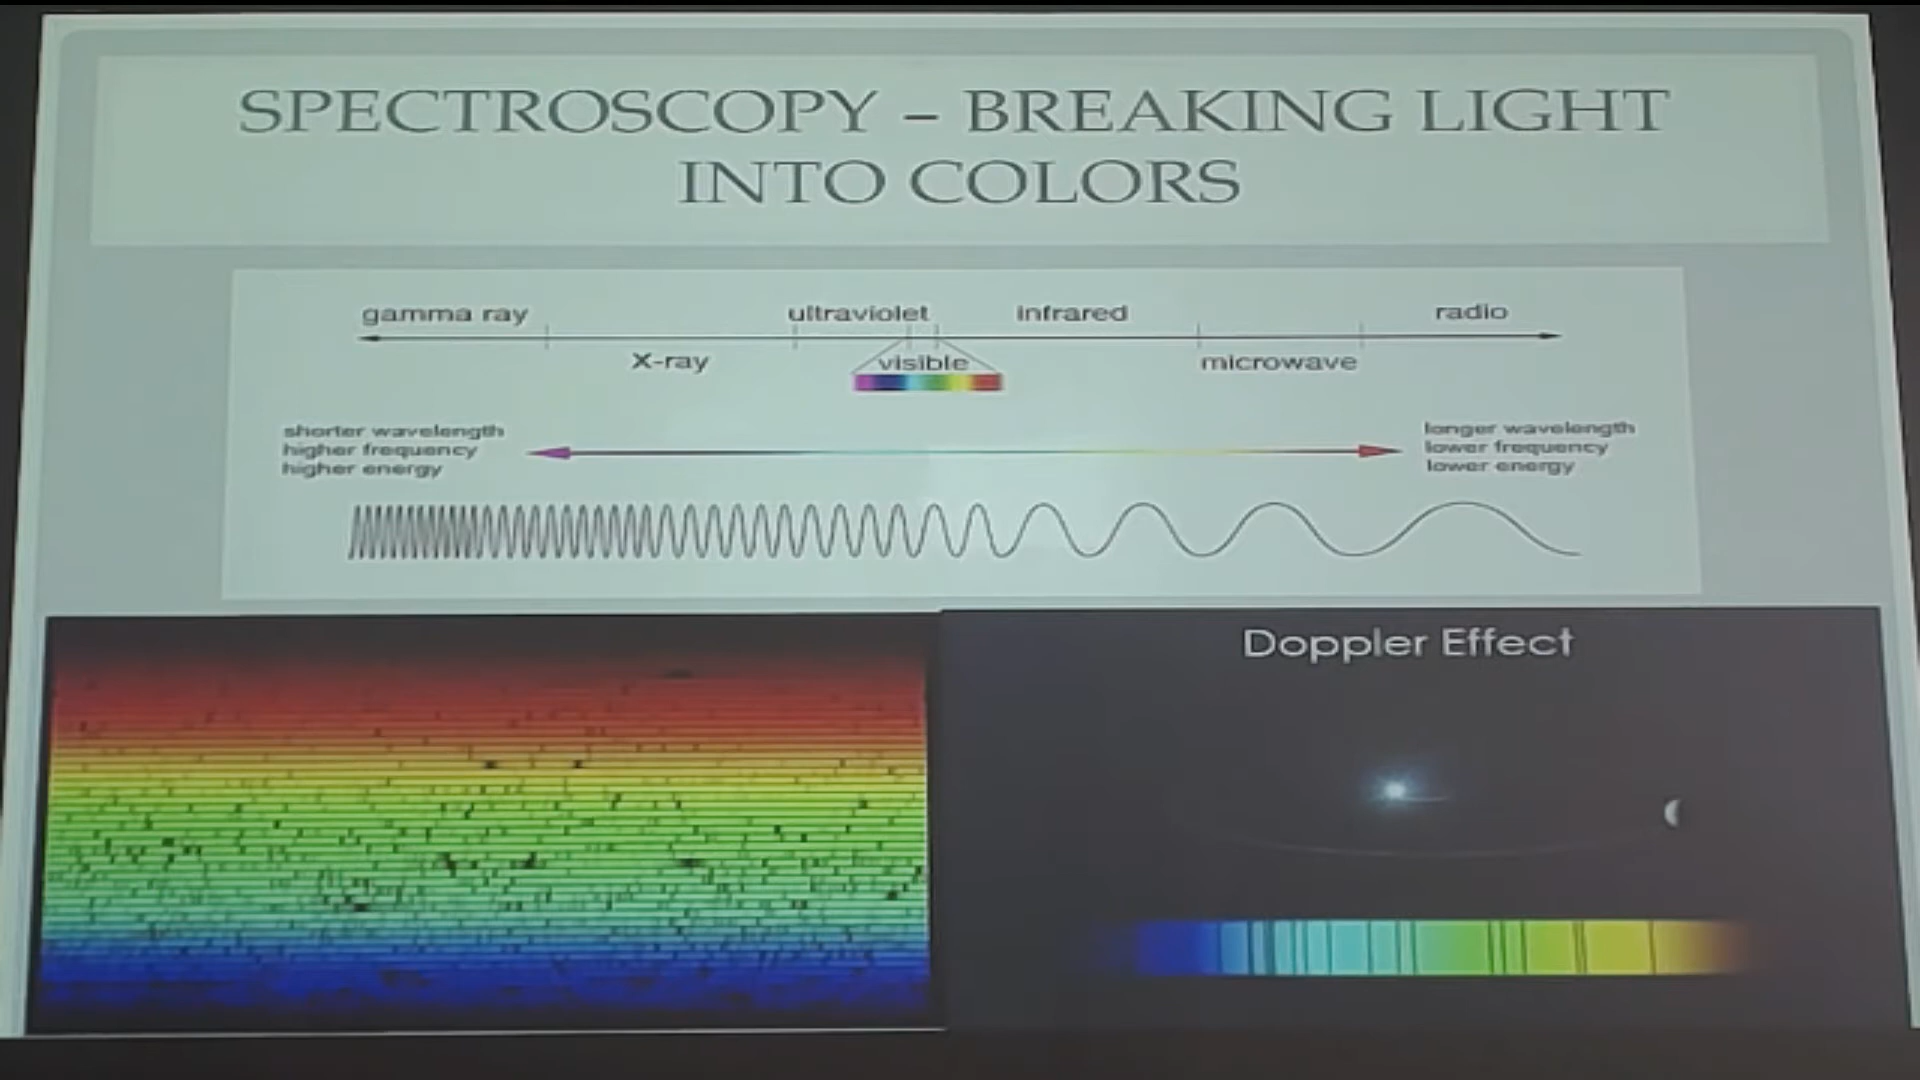 SPECTROSCOPY – BREAKING LIGHT
INTO COLORS
gamma ray
ultraviolet
infrared
radio
X-ray
visible
microwave
shorter wavelength
higher frequency
higher energy
longer wavelength
lower frequency
lower energy
Doppler Effect